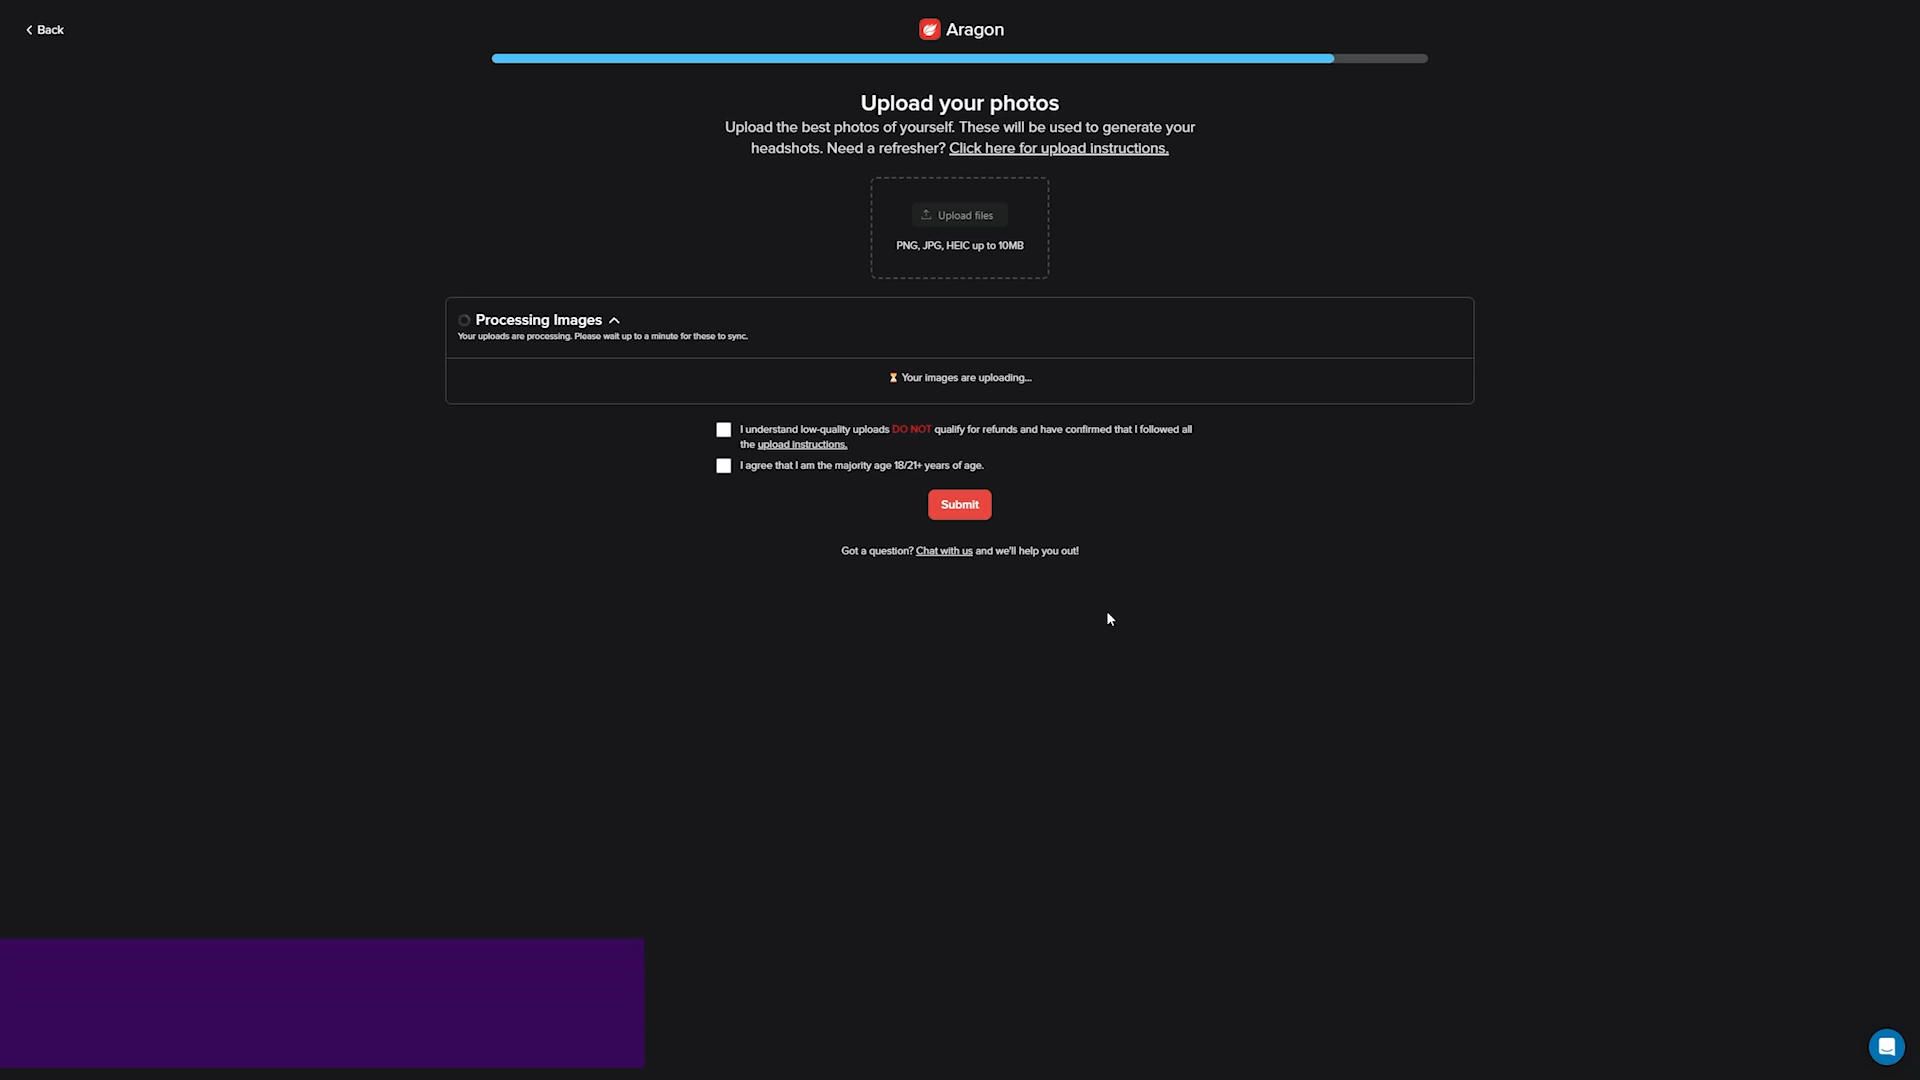 Back
Aragon
Upload your photos
Upload the best photos of yourself. These will be used to generate your
headshots. Need a refresher? Click here for upload instructions.
Upload files
PNG, JPG, HEIC up to 10MB
Processing Images
Your uploads are processing. Please wait up to a minute for these to sync.
Your images are uploading...
I understand low-quality uploads DO NOT qualify for refunds and have confirmed that I followed all
the upload instructions.
I agree that I am the majority age 18/21+ years of age.
Submit
Got a question? Chat with us and we'll help you out!